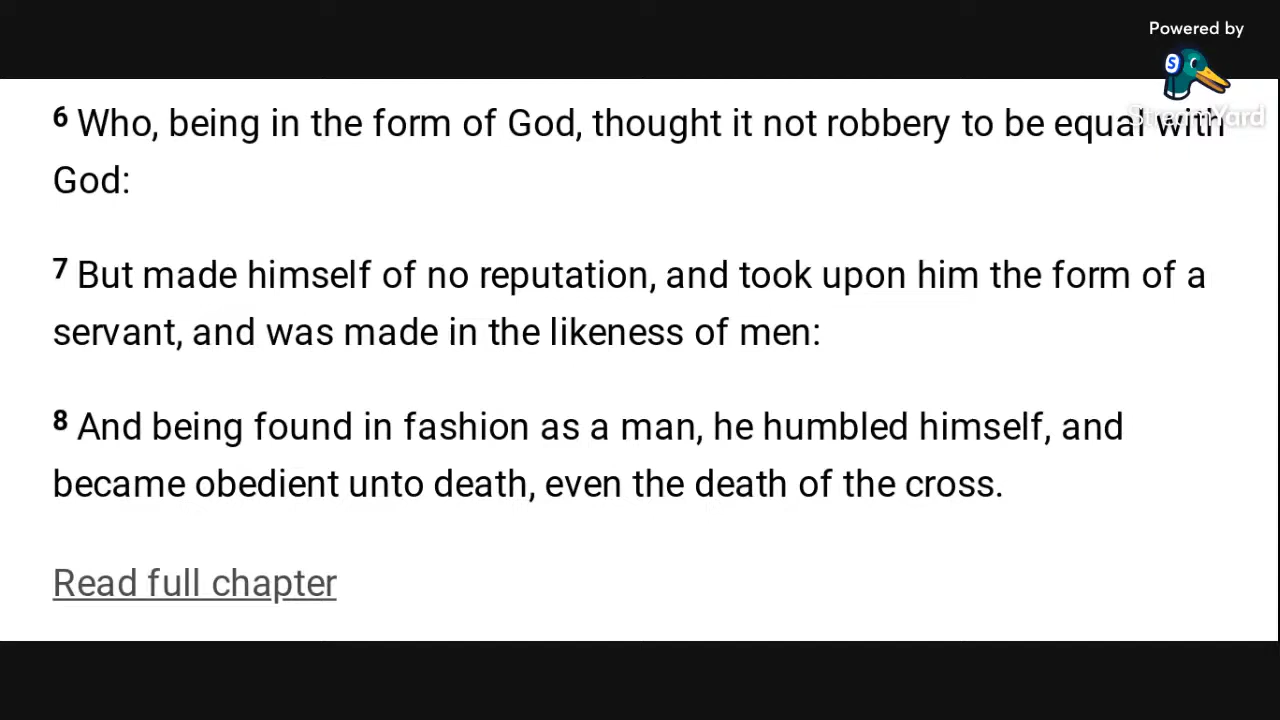 Powered by
S
StreamYard
6 Who, being in the form of God, thought it not robbery to be equal with
God:
7 But made himself of no reputation, and took upon him the form of a
servant, and was made in the likeness of men:
8 And being found in fashion as a man, he humbled himself, and
became obedient unto death, even the death of the cross.
Read full chapter